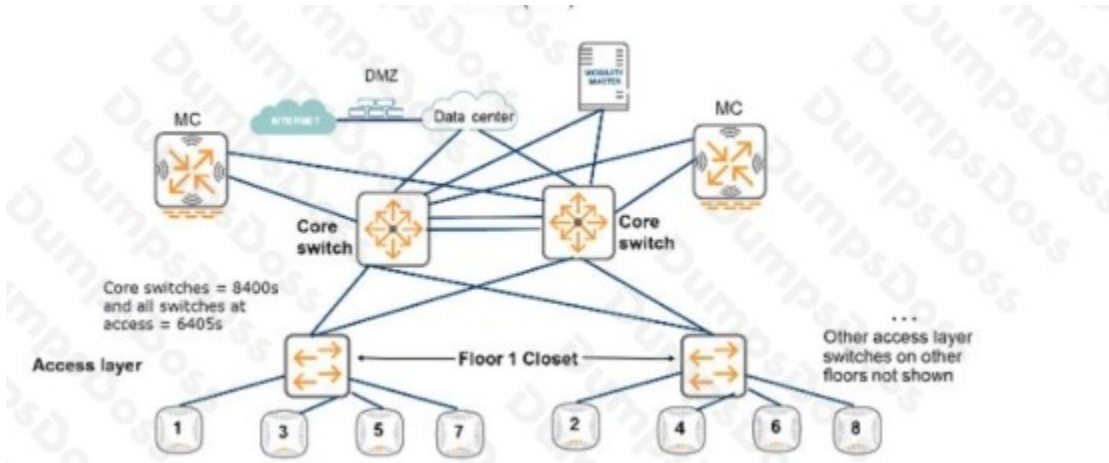 DMZ
MOBILITY
MASTER
INTERNET
Data center
MC
MC
Core
switch
Core
switch
Core switches = 8400s
and all switches at
access = 6405s
...
Other access layer
switches on other
floors not shown
Access layer
Floor 1 Closet
1
3
5
7
2
4
6
8
DumpsDoss